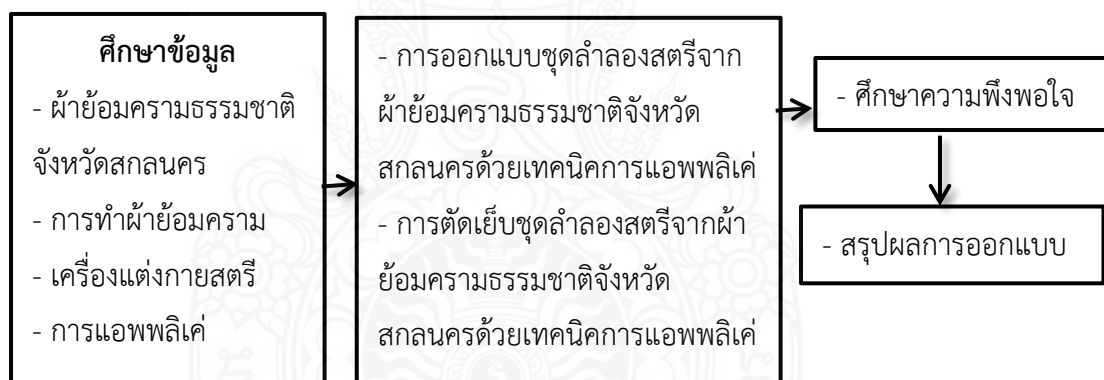 ศึกษาข้อมูล
- ผ้าย้อมครามธรรมชาติ
จังหวัดสกลนคร
- การทำผ้าย้อมคราม
- เครื่องแต่งกายสตรี
- การแอพพลิเค่
- การออกแบบชุดลำลองสตรีจาก
ผ้าย้อมครามธรรมชาติจังหวัด
สกลนครด้วยเทคนิคการแอพพลิเค่
- การตัดเย็บชุดลำลองสตรีจากผ้า
ย้อมครามธรรมชาติจังหวัด
สกลนครด้วยเทคนิคการแอพพลิเค่
- ศึกษาความพึงพอใจ
- สรุปผลการออกแบบ